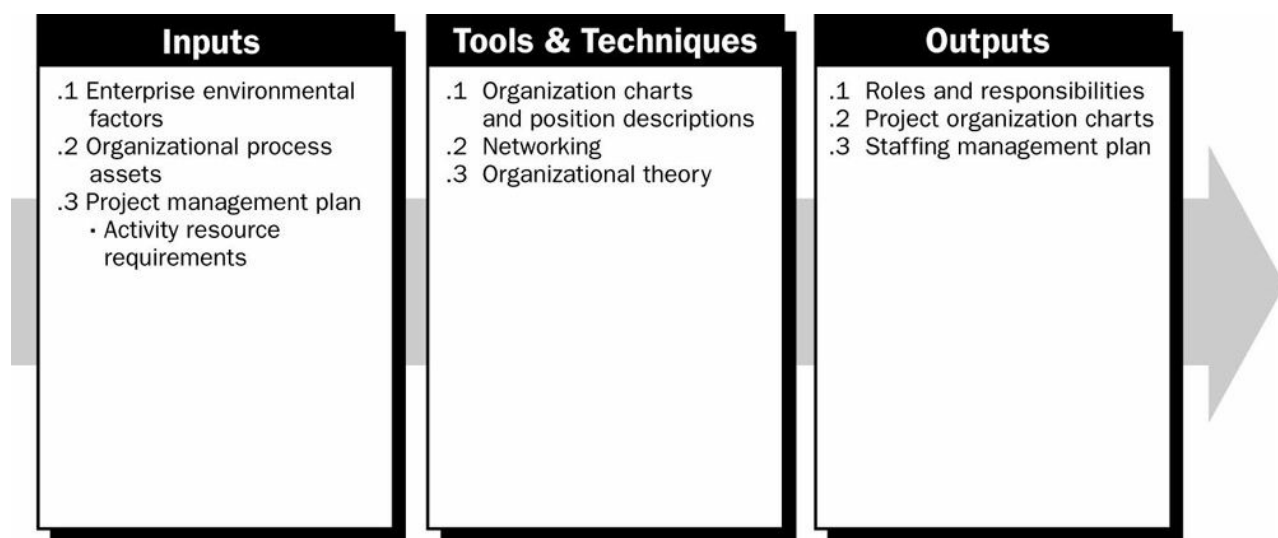 Inputs
.1 Enterprise environmental
factors
.2 Organizational process
assets
.3 Project management plan
· Activity resource
requirements
Tools & Techniques
.1 Organization charts
and position descriptions
.2 Networking
.3 Organizational theory
Outputs
.1 Roles and responsibilities
.2 Project organization charts
.3 Staffing management plan